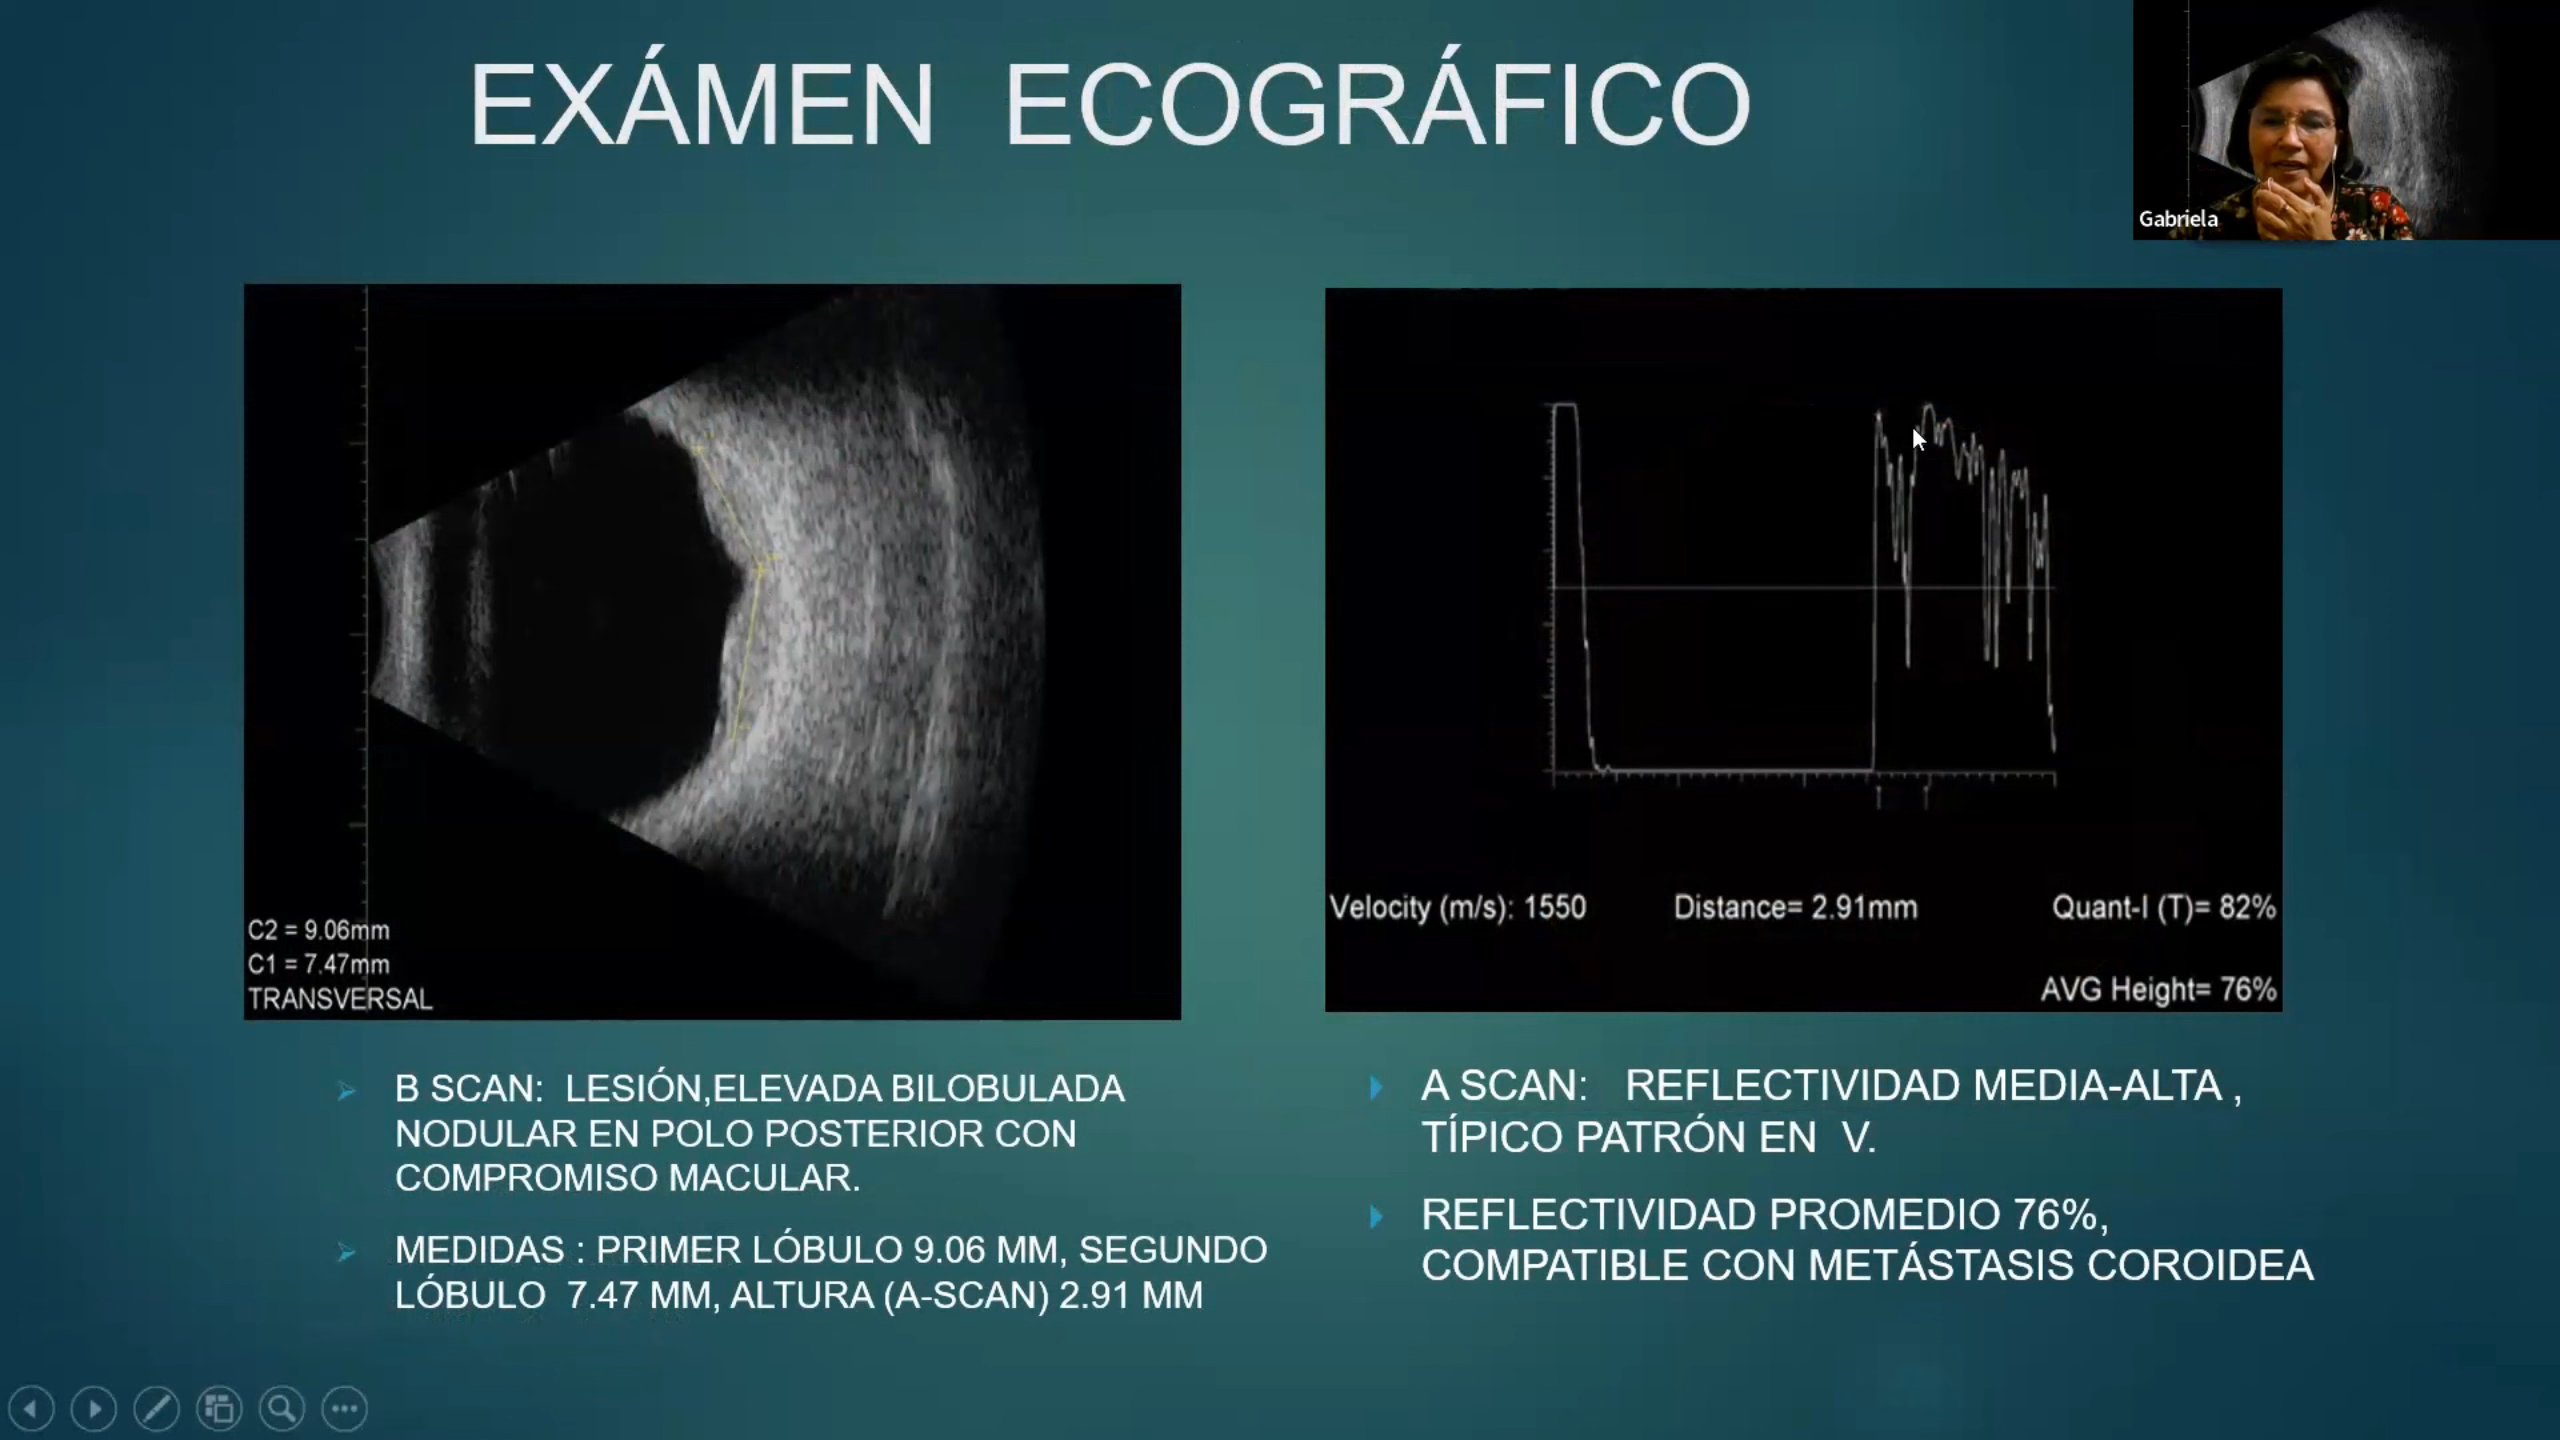 EXÁMEN ECOGRÁFICO
Gabriela
C2 = 9.06mm
C1 = 7.47mm
TRANSVERSAL
Velocity (m/s): 1550 Distance= 2.91mm Quant-I (T)= 82%
AVG Height= 76%
B SCAN: LESIÓN,ELEVADA BILOBULADA
NODULAR EN POLO POSTERIOR CON
COMPROMISO MACULAR.
MEDIDAS : PRIMER LÓBULO 9.06 MM, SEGUNDO
LÓBULO 7.47 MM, ALTURA (A-SCAN) 2.91 MM
A SCAN: REFLECTIVIDAD MEDIA-ALTA ,
TÍPICO PATRÓN EN V.
REFLECTIVIDAD PROMEDIO 76%,
COMPATIBLE CON METÁSTASIS COROIDEA